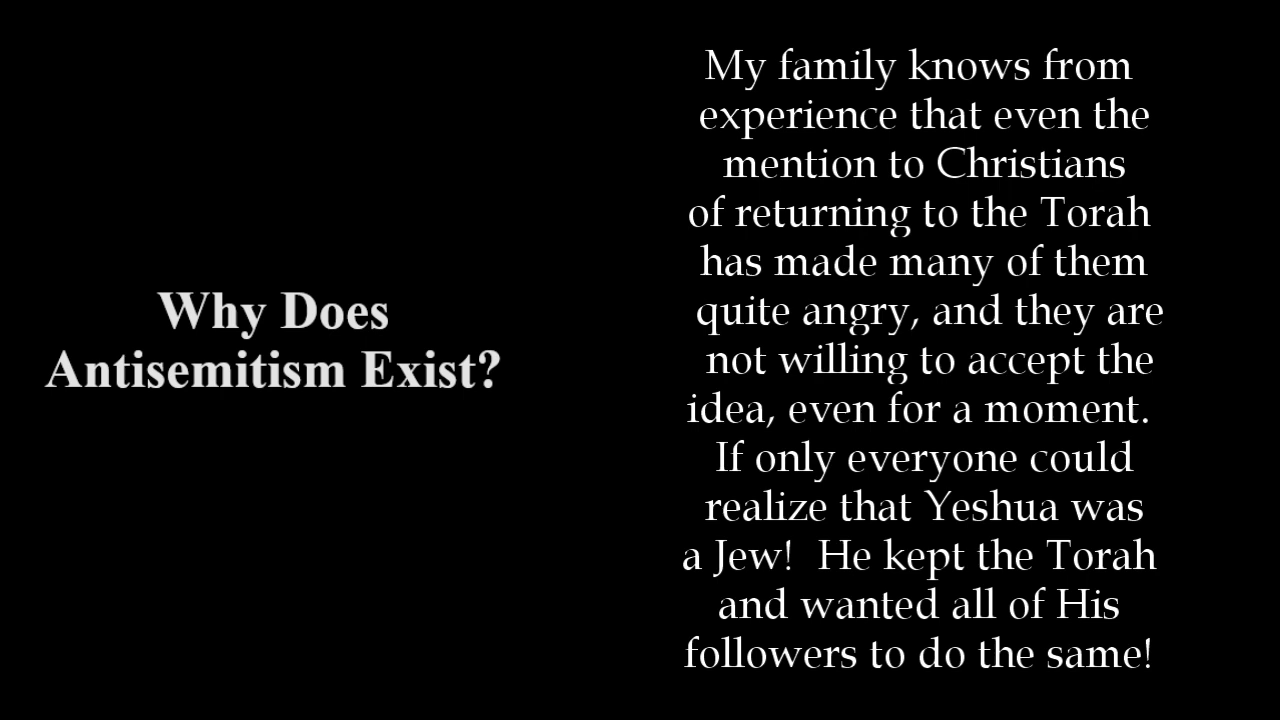 Why Does
Antisemitism Exist?
My family knows from
experience that even the
mention to Christians
of returning to the Torah
has made many of them
quite angry, and they are
not willing to accept the
idea, even for a moment.
If only everyone could
realize that Yeshua was
a Jew!  He kept the Torah
and wanted all of His
followers to do the same!